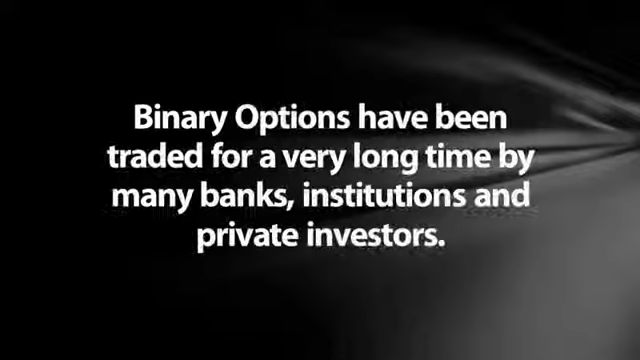 Binary Options have been
traded for a very long time by
many banks, institutions and
private investors.